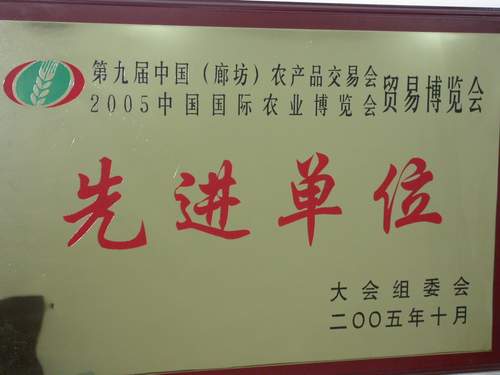 第九届中国（廊坊）农产品交易会
2005中国国际农业博览会
贸易博览会
先进单位
大会组委会
二〇〇五年十月